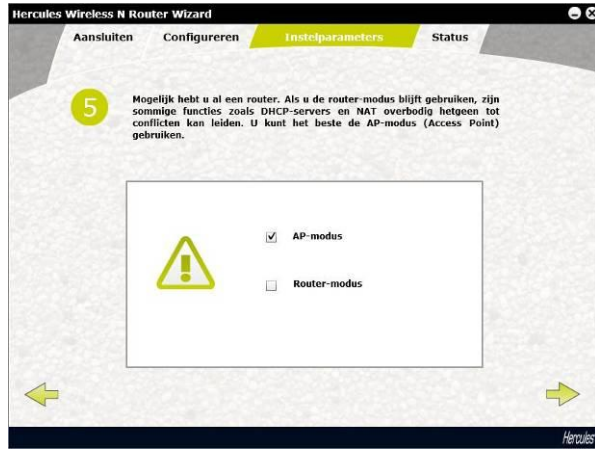 Hercules Wireless N Router Wizard
Aansluiten Configureren Instelparameters Status
5
Mogelijk hebt u al een router. Als u de router-modus blijft gebruiken, zijn
sommige functies zoals DHCP-servers en NAT overbodig hetgeen tot
conflicten kan leiden. U kunt het beste de AP-modus (Access Point)
gebruiken.
AP-modus
Router-modus
Hercules